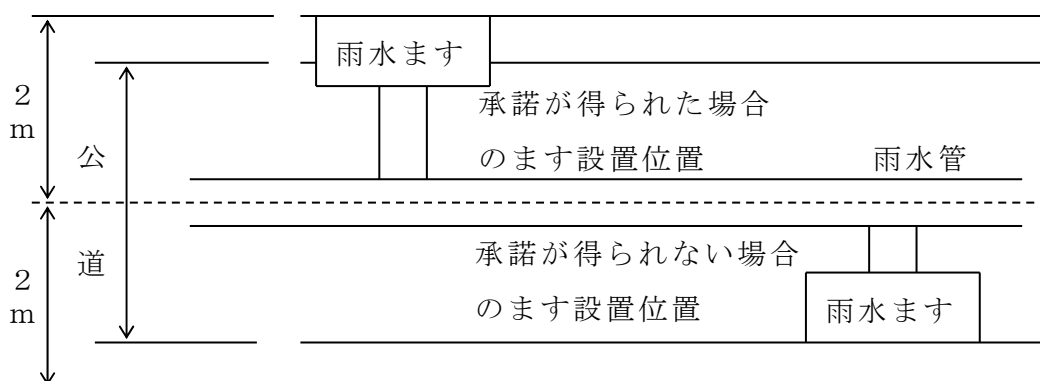 雨水ます
承諾が得られた場合
のます設置位置
雨水管
2
m
公
道
承諾が得られない場合
のます設置位置
雨水ます
2
m